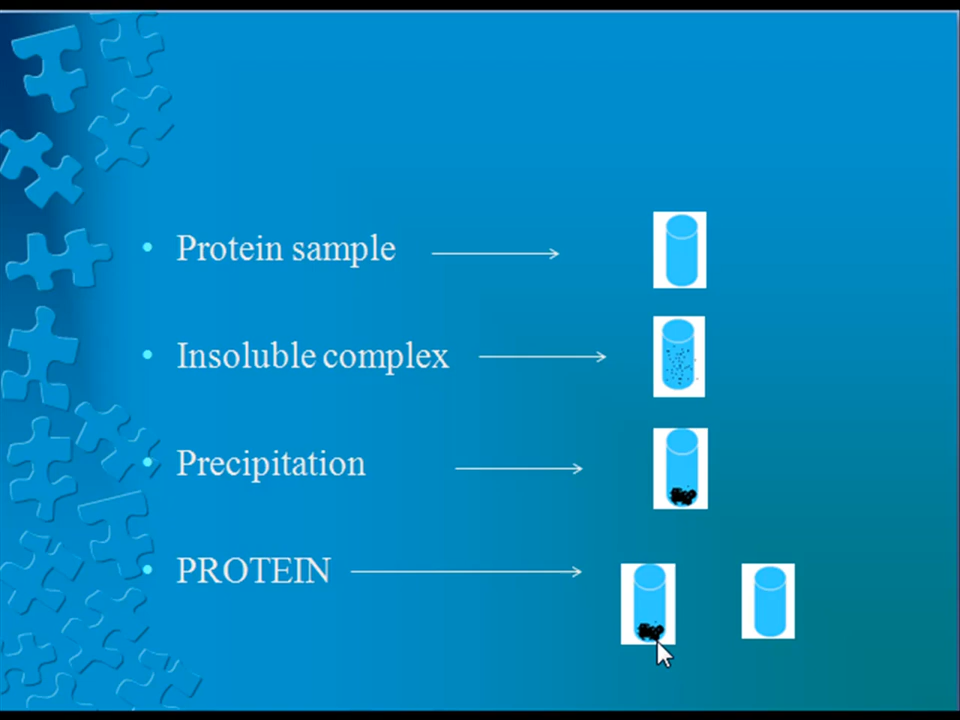 Protein sample
Insoluble complex
Precipitation
PROTEIN